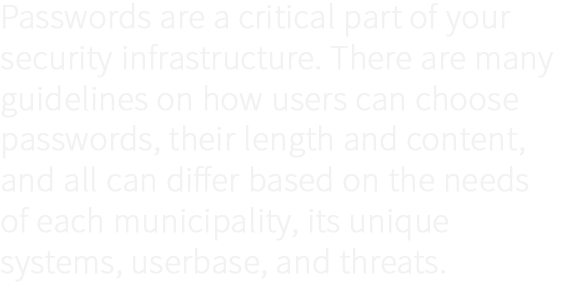 Passwords are a critical part of your
security infrastructure. There are many
guidelines on how users can choose
passwords, their length and content,
and all can differ based on the needs
of each municipality, its unique
systems, userbase, and threats.